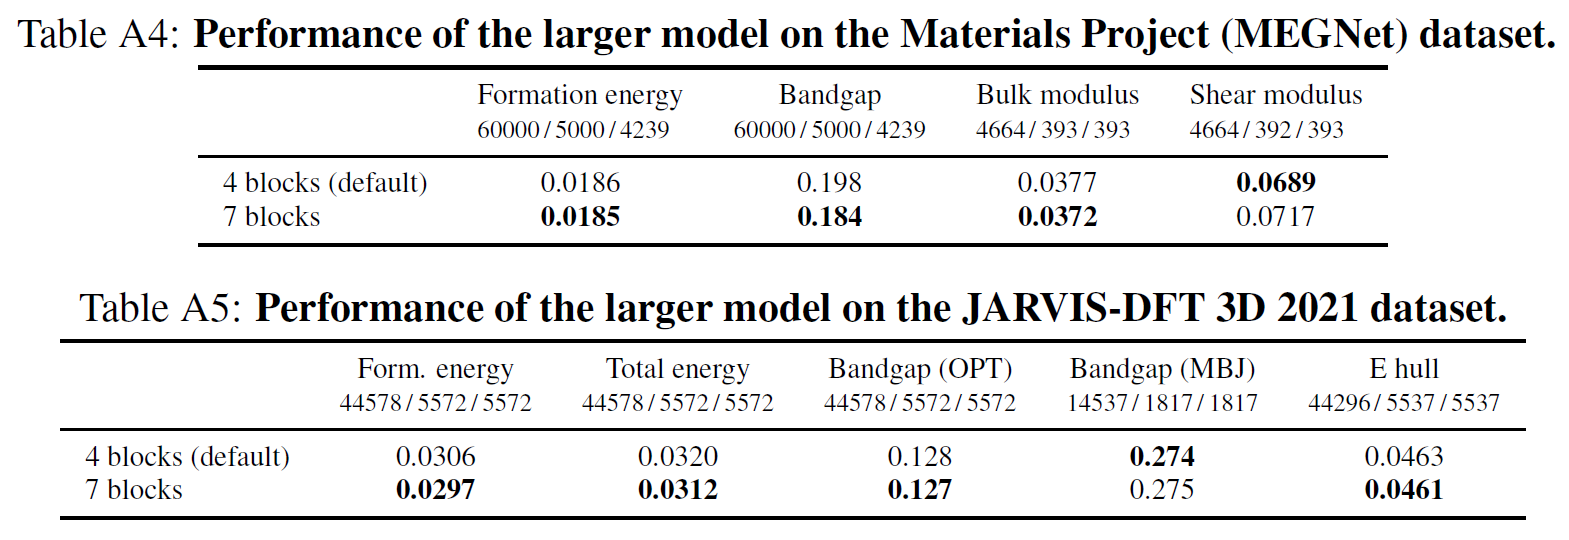 Table A4: Performance of the larger model on the Materials Project (MEGNet) dataset.
Formation energy Bandgap Bulk modulus Shear modulus
60000 / 5000 / 4239 60000 / 5000 / 4239 4664 / 393 / 393 4664 / 392 / 393
4 blocks (default) 0.0186 0.198 0.0377 0.0689
7 blocks 0.0185 0.184 0.0372 0.0717
Table A5: Performance of the larger model on the JARVIS-DFT 3D 2021 dataset.
Form. energy Total energy Bandgap (OPT) Bandgap (MBJ) E hull
44578 / 5572 / 5572 44578 / 5572 / 5572 44578 / 5572 / 5572 14537 / 1817 / 1817 44296 / 5537 / 5537
4 blocks (default) 0.0306 0.0320 0.128 0.274 0.0463
7 blocks 0.0297 0.0312 0.127 0.275 0.0461